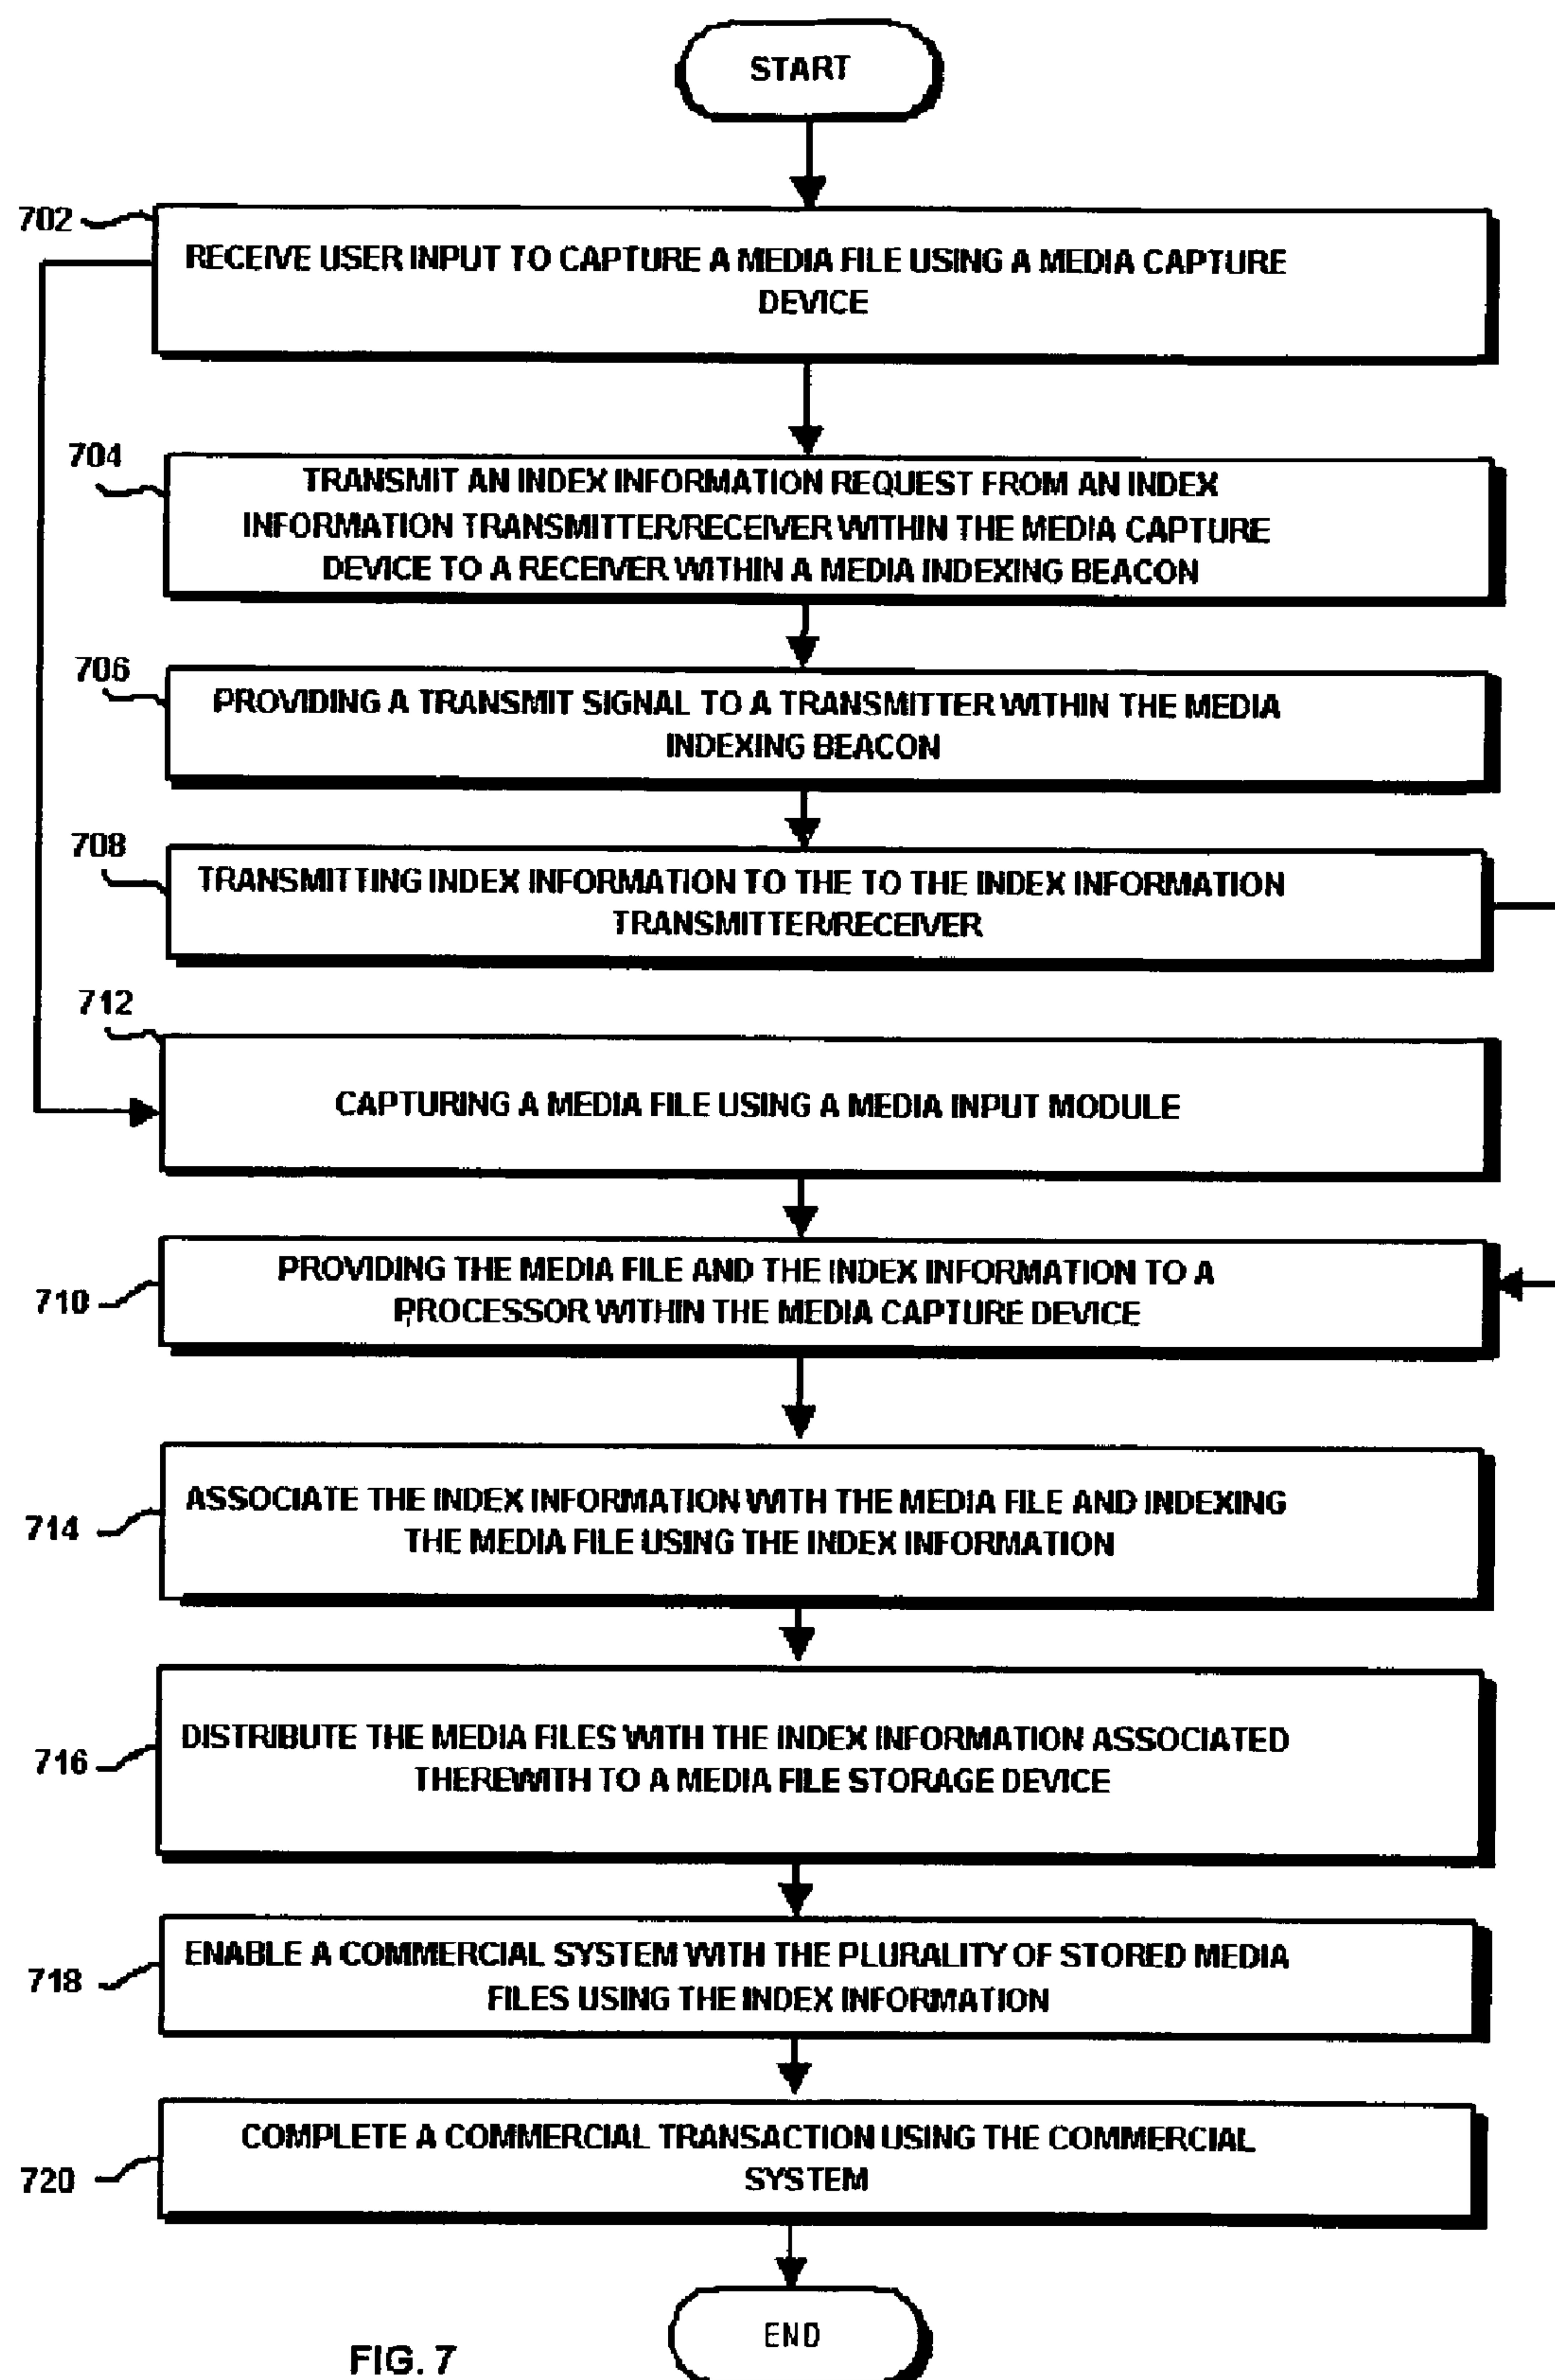 START
702
RECEIVE USER INPUT TO CAPTURE A MEDIA FILE USING A MEDIA CAPTURE
DEVICE
704
TRANSMIT AN INDEX INFORMATION REQUEST FROM AN INDEX
INFORMATION TRANSMITTER/RECEIVER WITHIN THE MEDIA CAPTURE
DEVICE TO A RECEIVER WITHIN A MEDIA INDEXING BEACON
706
PROVIDING A TRANSMIT SIGNAL TO A TRANSMITTER WITHIN THE MEDIA
INDEXING BEACON
708
TRANSMITTING INDEX INFORMATION TO THE TO THE INDEX INFORMATION
TRANSMITTER/RECEIVER
712
CAPTURING A MEDIA FILE USING A MEDIA INPUT MODULE
710
PROVIDING THE MEDIA FILE AND THE INDEX INFORMATION TO A
PROCESSOR WITHIN THE MEDIA CAPTURE DEVICE
714
ASSOCIATE THE INDEX INFORMATION WITH THE MEDIA FILE AND INDEXING
THE MEDIA FILE USING THE INDEX INFORMATION
716
DISTRIBUTE THE MEDIA FILES WITH THE INDEX INFORMATION ASSOCIATED
THEREWITH TO A MEDIA FILE STORAGE DEVICE
718
ENABLE A COMMERCIAL SYSTEM WITH THE PLURALITY OF STORED MEDIA
FILES USING THE INDEX INFORMATION
720
COMPLETE A COMMERCIAL TRANSACTION USING THE COMMERCIAL
SYSTEM
END
FIG. 7